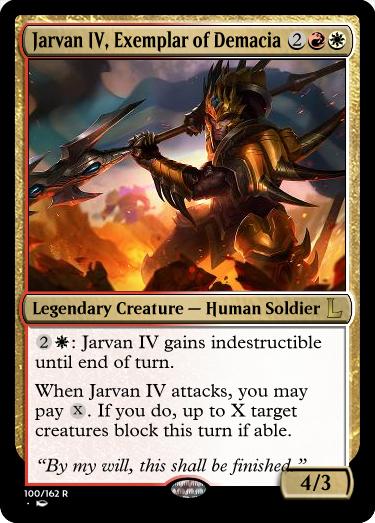 Jarvan IV, Exemplar of Demacia 2
Legendary Creature — Human Soldier L
2: Jarvan IV gains indestructible
until end of turn.
When Jarvan IV attacks, you may
pay X. If you do, up to X target
creatures block this turn if able.
“By my will, this shall be finished.”
4/3
100/162 R